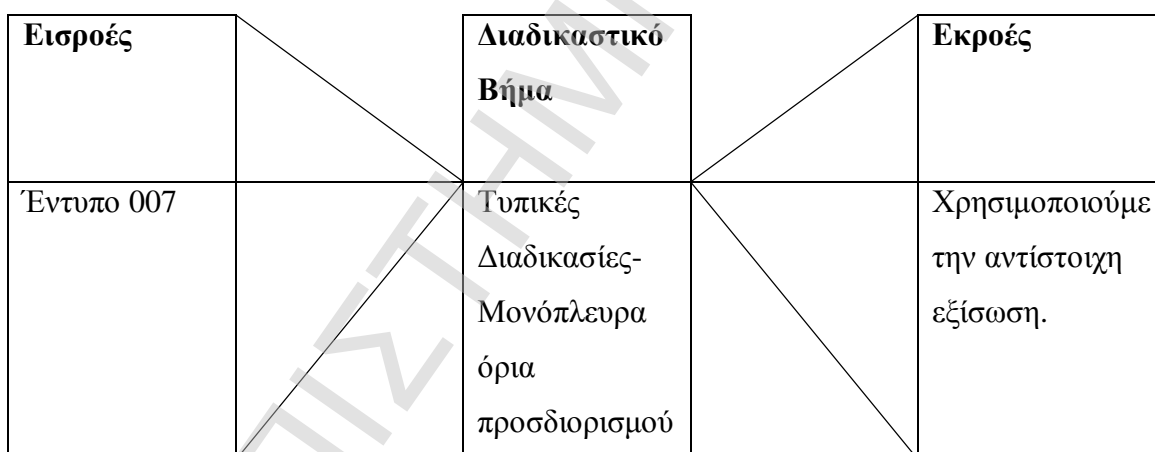 Εισροές
Διαδικαστικό
Βήμα
Εκροές
Έντυπο 007
Τυπικές
Διαδικασίες-
Μονόπλευρα
όρια
προσδιορισμού
Χρησιμοποιούμε
την αντίστοιχη
εξίσωση.